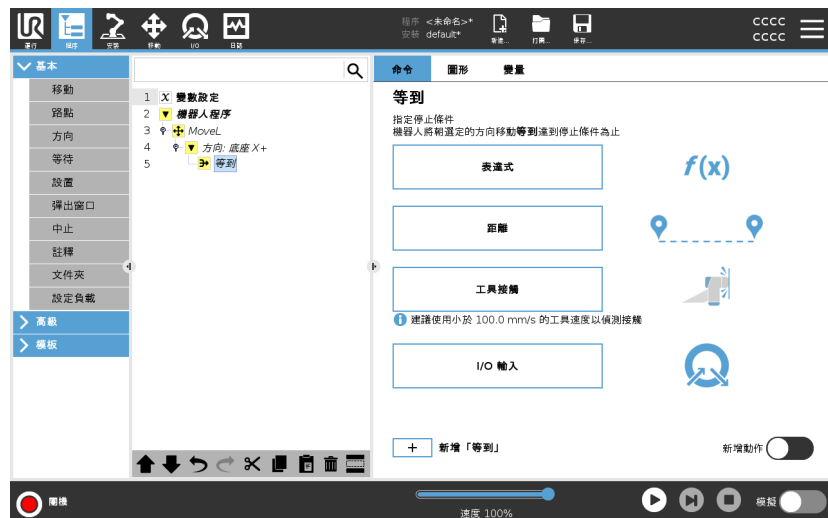 UR
運行
程序
安裝
移動
I/O
日誌
程序 <未命名>*
安裝 default*
新建...
打開...
保存...
cccc
cccc
基本
移動
路點
方向
等待
設置
彈出窗口
中止
註釋
文件夾
設定負載
高級
模板
1 X 變數設定
2 機器人程序
3 MoveL
4 方向: 底座 X+
5 等到
命令 圖形 變量
等到
指定停止條件
機器人將朝選定的方向移動等到達到停止條件為止
表達式
f(x)
距離
工具接觸
建議使用小於 100.0 mm/s 的工具速度以偵測接觸
I/O 輸入
+ 新增「等到」
新增動作
關機
速度 100%
模擬